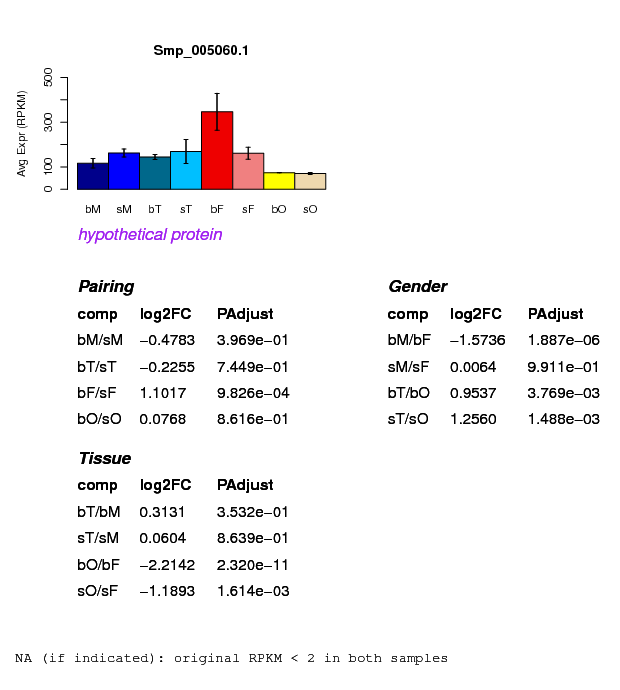 Smp_005060.1
Avg Expr (RPKM)
500
300
100
0
bM sM bT sT bF sF bO sO
hypothetical protein
Pairing
comp log2FC PAdjust
bM/sM −0.4783 3.969e−01
bT/sT −0.2255 7.449e−01
bF/sF 1.1017 9.826e−04
bO/sO 0.0768 8.616e−01
Gender
comp log2FC PAdjust
bM/bF −1.5736 1.887e−06
sM/sF 0.0064 9.911e−01
bT/bO 0.9537 3.769e−03
sT/sO 1.2560 1.488e−03
Tissue
comp log2FC PAdjust
bT/bM 0.3131 3.532e−01
sT/sM 0.0604 8.639e−01
bO/bF −2.2142 2.320e−11
sO/sF −1.1893 1.614e−03
NA (if indicated): original RPKM < 2 in both samples